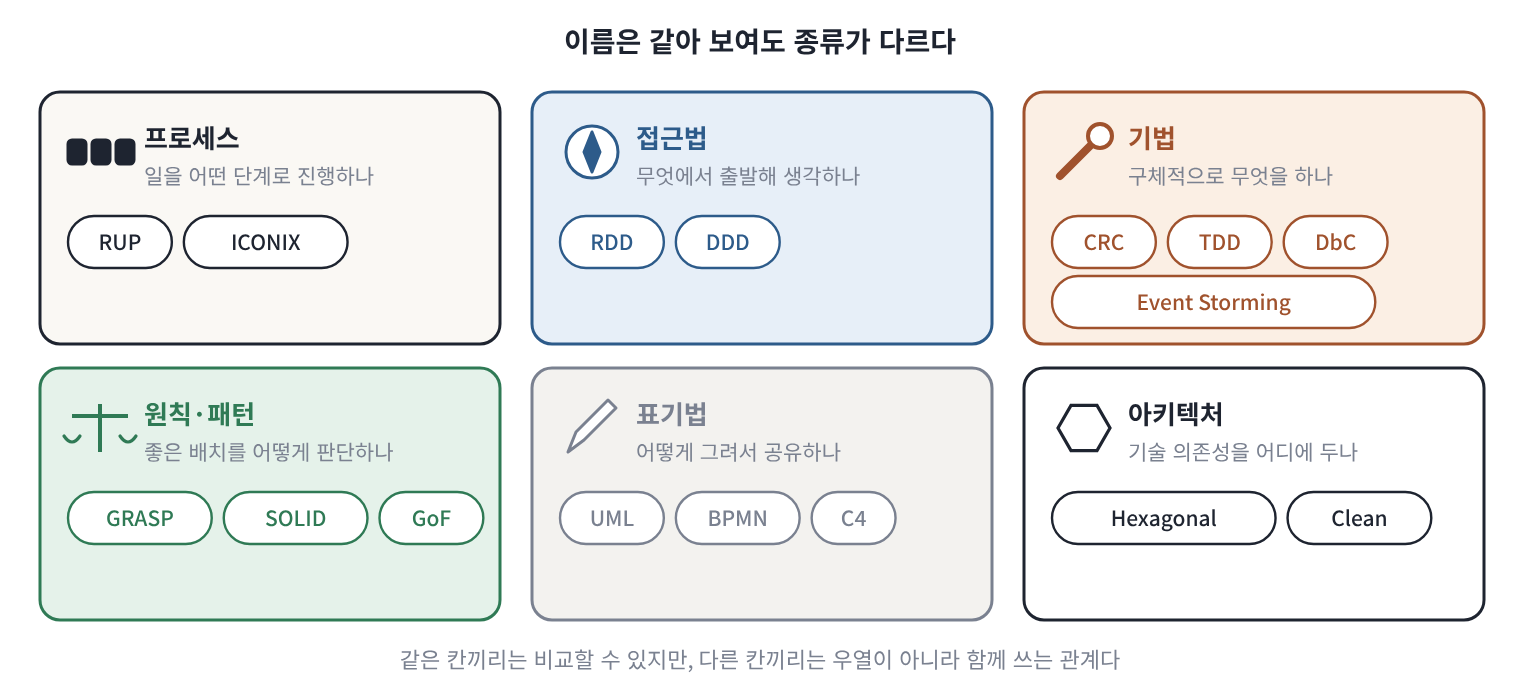 이름은 같아 보여도 종류가 다르다
프로세스
일을 어떤 단계로 진행하나
RUP
ICONIX
접근법
무엇에서 출발해 생각하나
RDD
DDD
기법
구체적으로 무엇을 하나
CRC
TDD
DbC
Event Storming
원칙·패턴
좋은 배치를 어떻게 판단하나
GRASP
SOLID
GoF
표기법
어떻게 그려서 공유하나
UML
BPMN
C4
아키텍처
기술 의존성을 어디에 두나
Hexagonal
Clean
같은 칸끼리는 비교할 수 있지만, 다른 칸끼리는 우열이 아니라 함께 쓰는 관계다